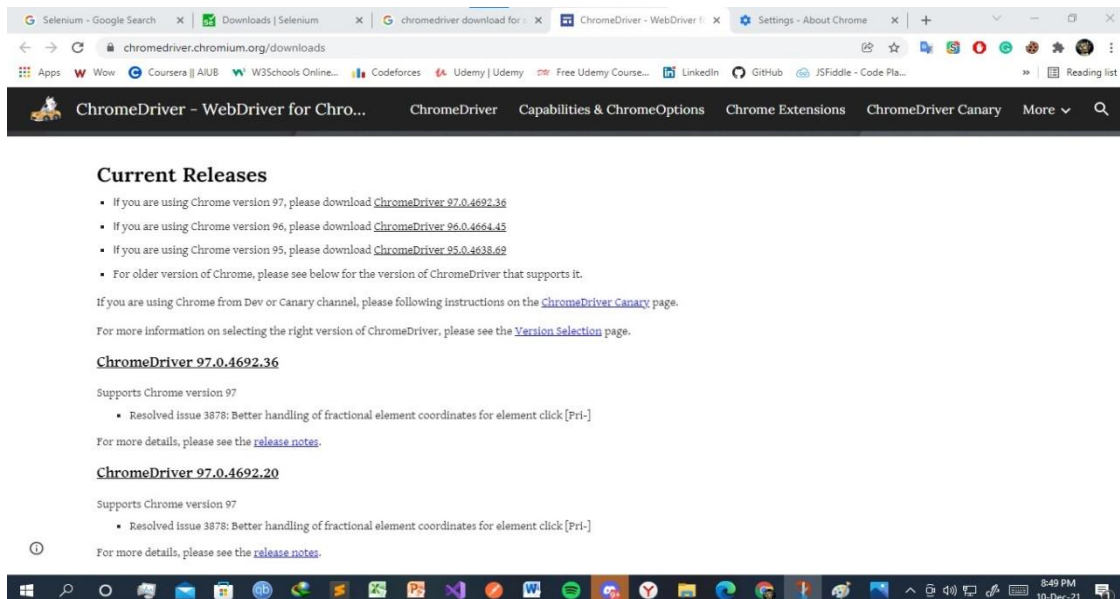 Selenium - Google Search
Downloads | Selenium
chromedriver download for
ChromeDriver - WebDriver f
Settings - About Chrome
chromedriver.chromium.org/downloads
Apps Wow Coursera || AIUB W3Schools Online... Codeforces Udemy | Udemy Free Udemy Course... LinkedIn GitHub JSFiddle - Code Pla... » Reading list
ChromeDriver - WebDriver for Chro... ChromeDriver Capabilities & ChromeOptions Chrome Extensions ChromeDriver Canary More
Current Releases
If you are using Chrome version 97, please download ChromeDriver 97.0.4692.36
If you are using Chrome version 96, please download ChromeDriver 96.0.4664.45
If you are using Chrome version 95, please download ChromeDriver 95.0.4638.69
For older version of Chrome, please see below for the version of ChromeDriver that supports it.
If you are using Chrome from Dev or Canary channel, please following instructions on the ChromeDriver Canary page.
For more information on selecting the right version of ChromeDriver, please see the Version Selection page.
ChromeDriver 97.0.4692.36
Supports Chrome version 97
Resolved issue 3878: Better handling of fractional element coordinates for element click [Pri-]
For more details, please see the release notes.
ChromeDriver 97.0.4692.20
Supports Chrome version 97
Resolved issue 3878: Better handling of fractional element coordinates for element click [Pri-]
For more details, please see the release notes.
8:49 PM
10-Dec-21